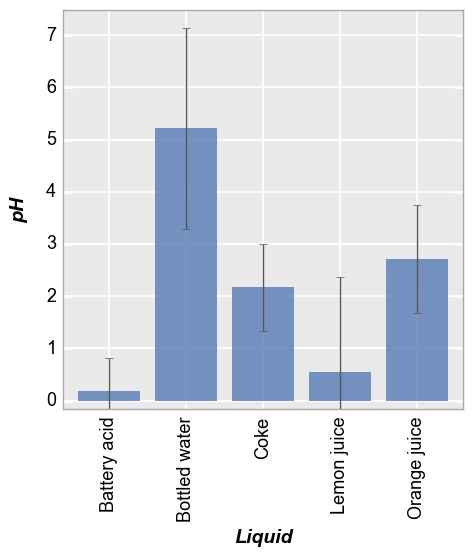 7
6
5
4
3
2
1
0
pH
Battery acid
Bottled water
Coke
Lemon juice
Orange juice
Liquid